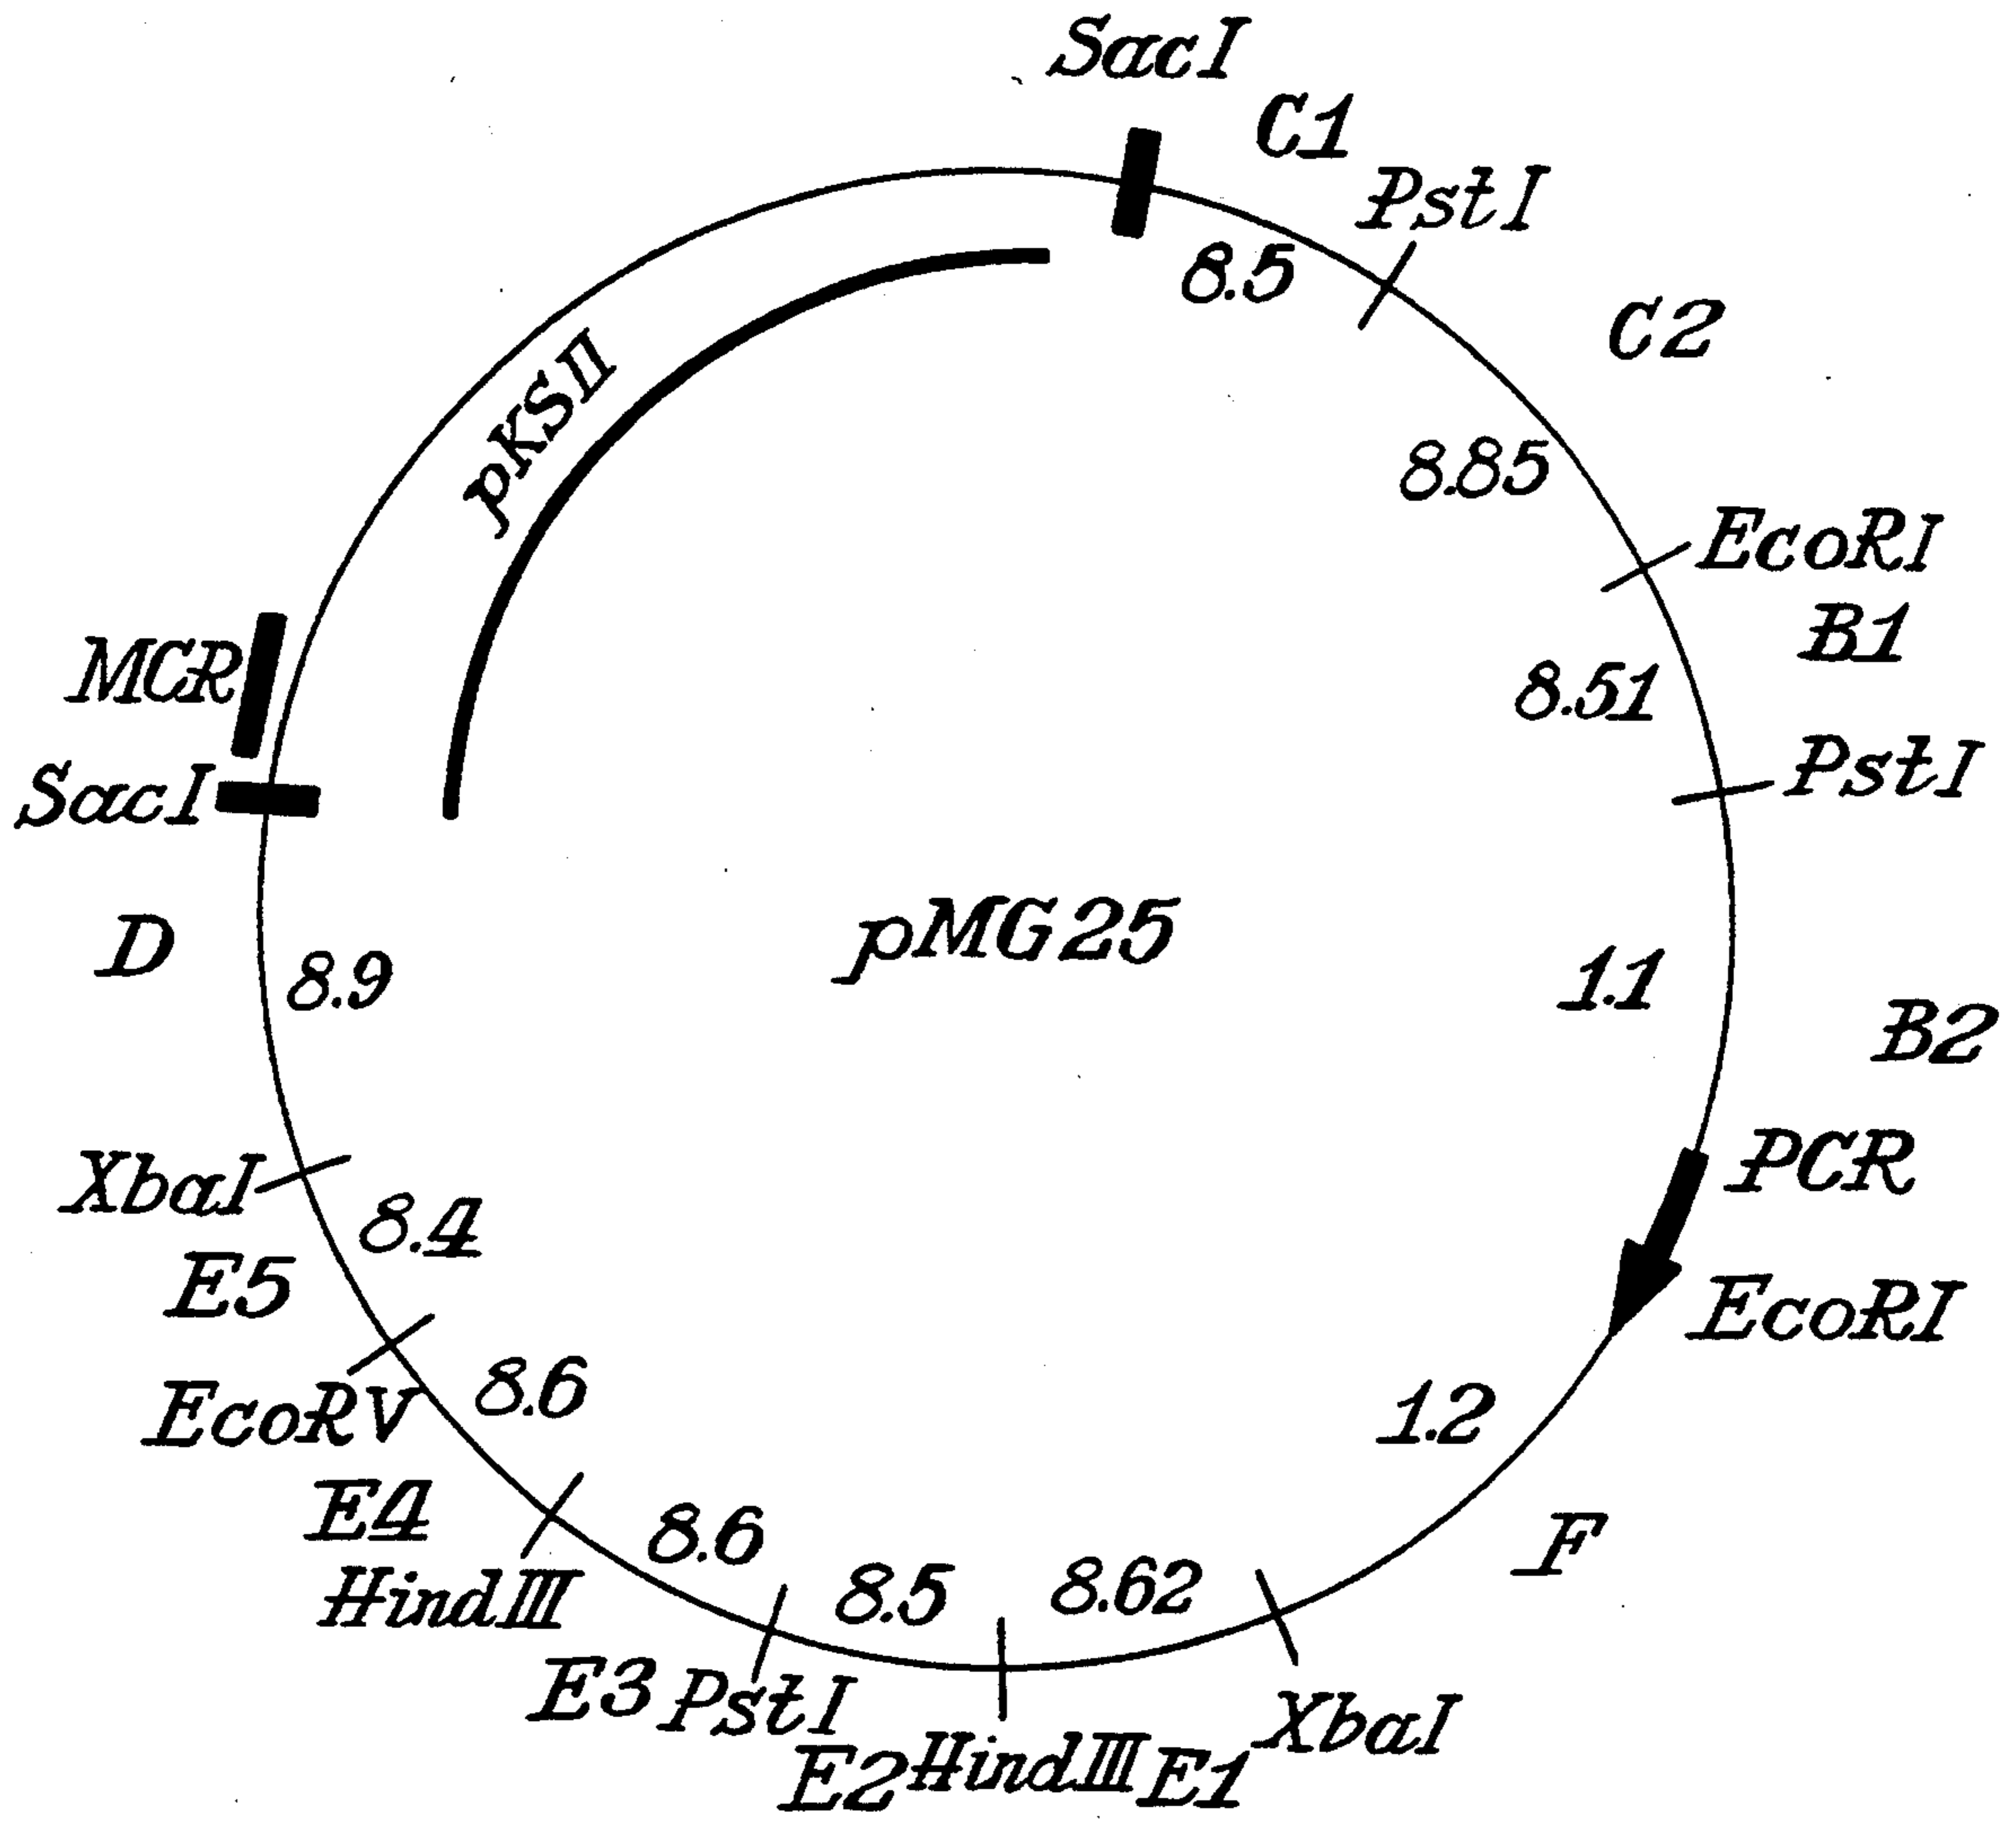 SacI
C1
PstI
8.5
C2
pKSII
8.85
EcoRI
B1
MCR
8.51
SacI
PstI
pMG25
D
8.9
1.1
B2
XbaI
PCR
8.4
E5
EcoRI
8.6
EcoRV
1.2
E4
8.6
F
HindIII
8.5
8.62
E3
PstI
XbaI
E2
HindIII
E1